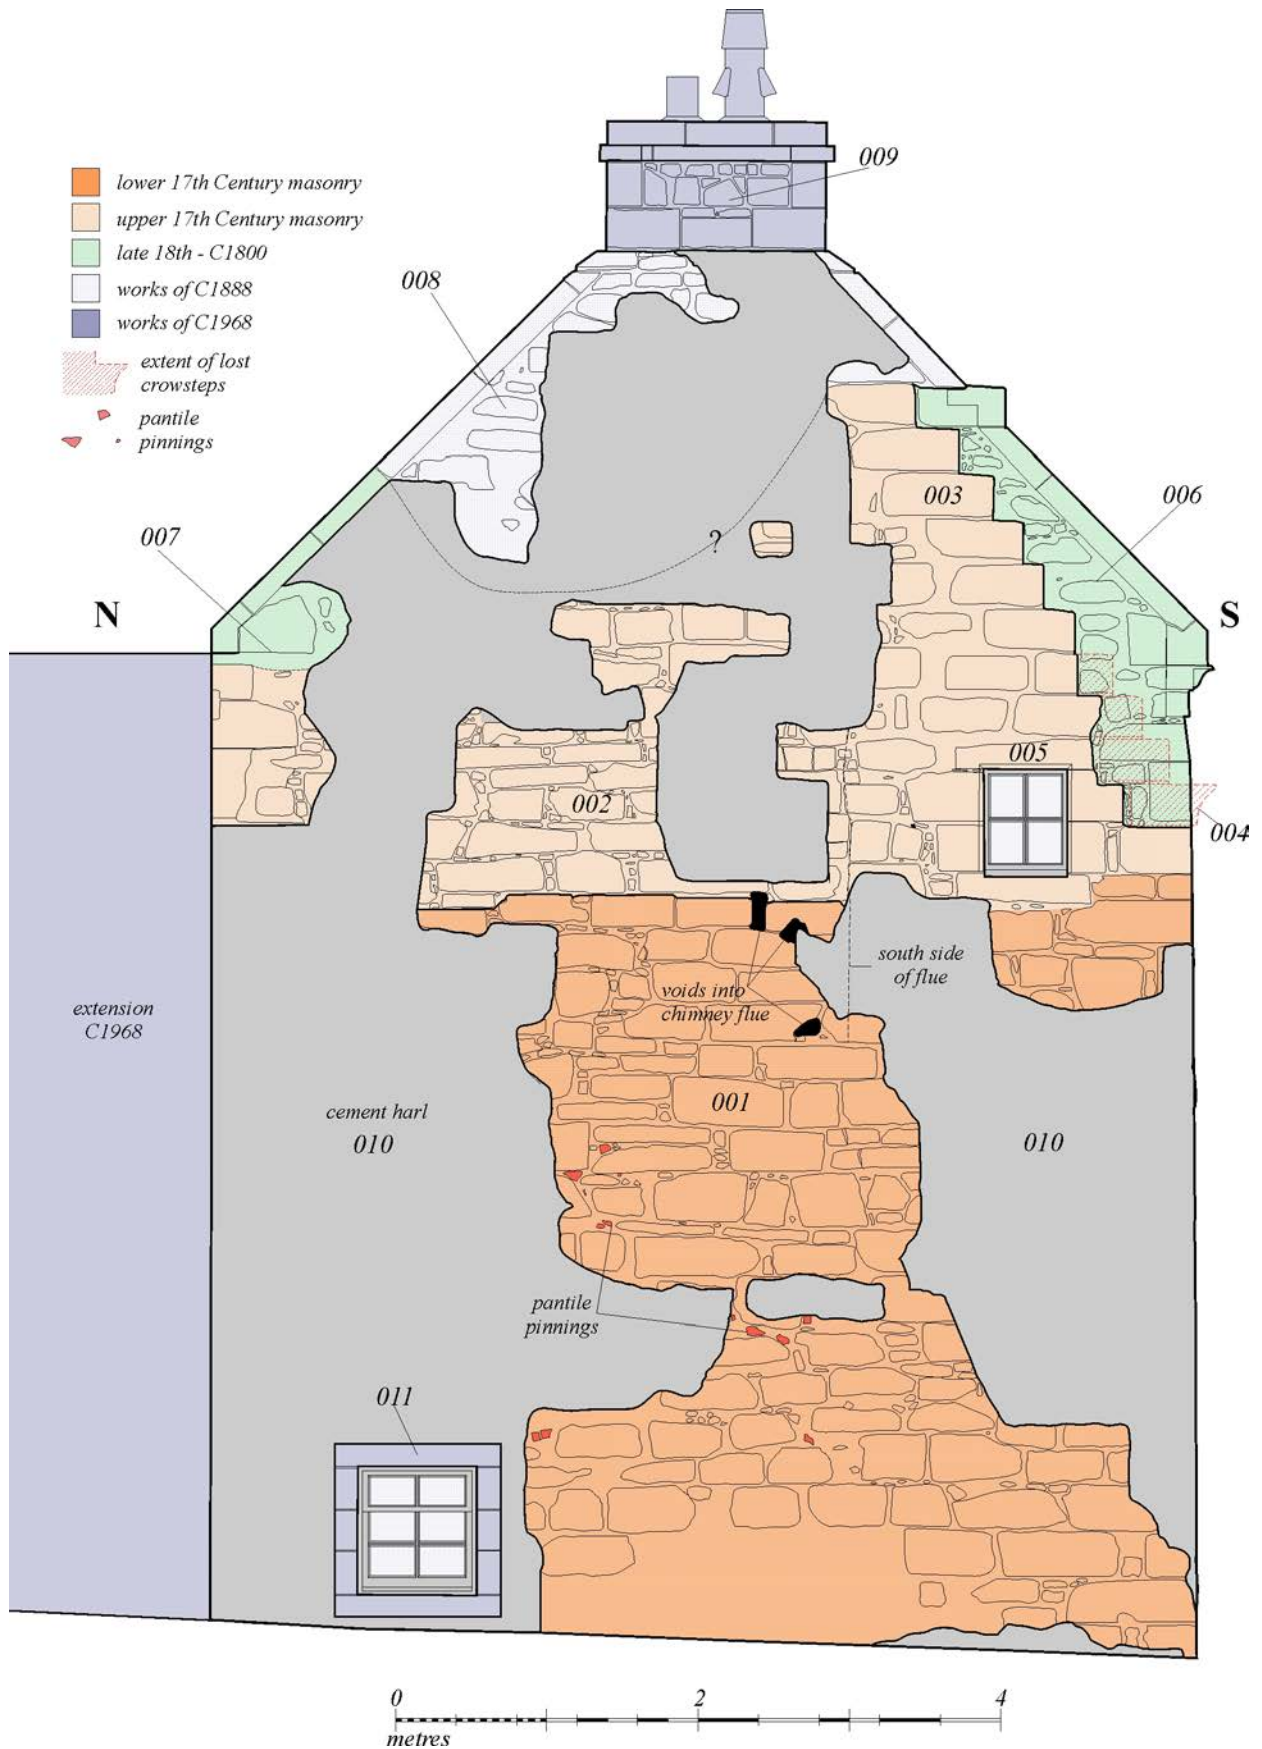 009
lower 17th Century masonry
upper 17th Century masonry
late 18th - C1800
works of C1888
works of C1968
extent of lost
crowsteps
pantile
pinnings
008
003
006
007
?
N
S
005
002
004
south side
of flue
voids into
chimney flue
extension
C1968
001
cement harl
010
010
pantile
pinnings
011
0 2 4
metres